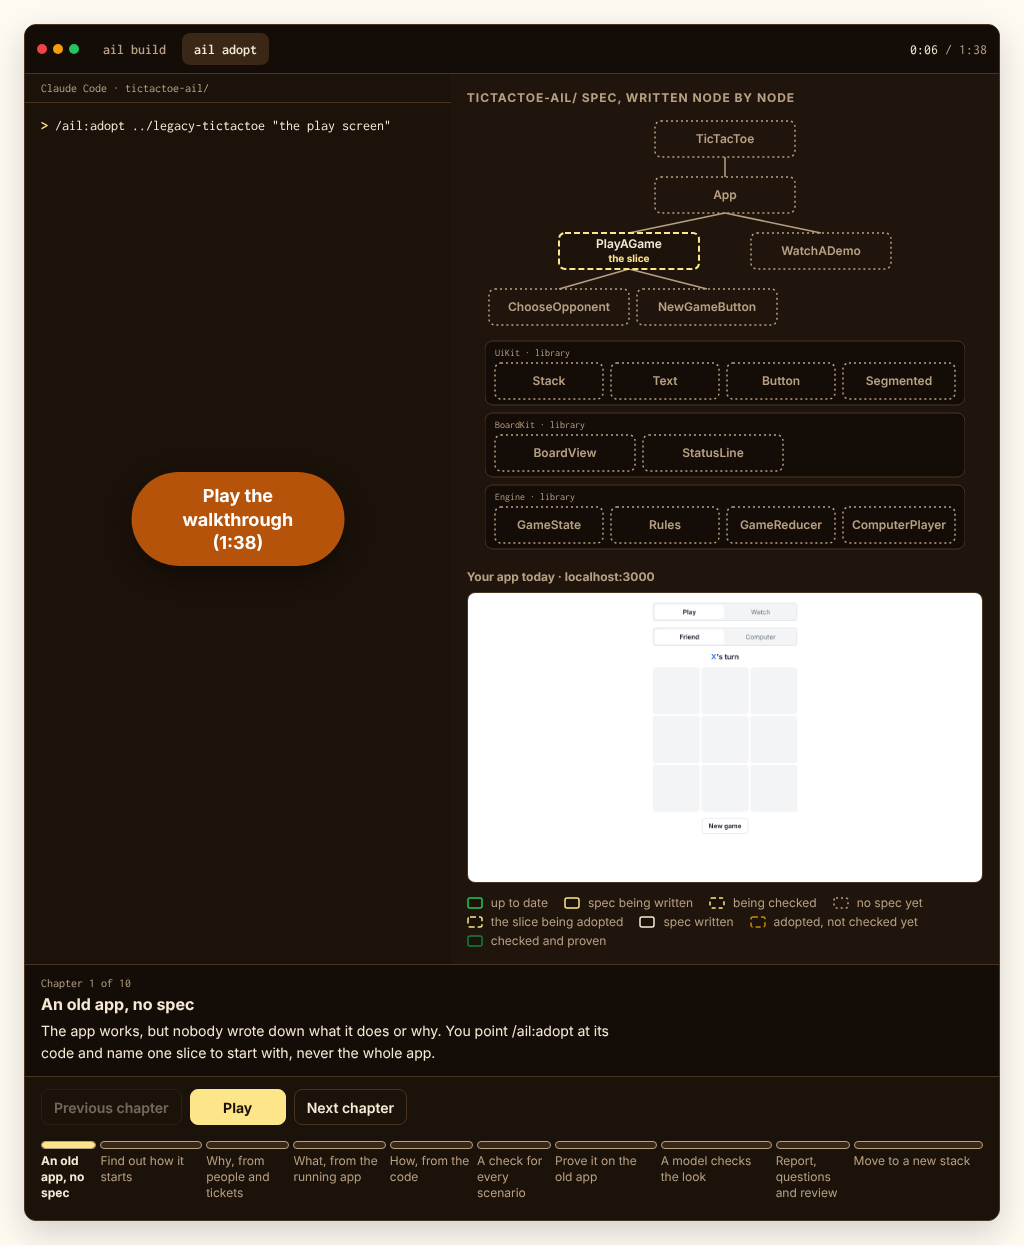 ail build
ail adopt
0:06 / 1:38
Claude Code · tictactoe-ail/
> /ail:adopt ../legacy-tictactoe "the play screen"
Play the
walkthrough
(1:38)
TICTACTOE-AIL/ SPEC, WRITTEN NODE BY NODE
TicTacToe
App
PlayAGame
the slice
WatchADemo
ChooseOpponent
NewGameButton
UiKit · library
Stack
Text
Button
Segmented
BoardKit · library
BoardView
StatusLine
Engine · library
GameState
Rules
GameReducer
ComputerPlayer
Your app today · localhost:3000
Play
Watch
Friend
Computer
X's turn
New game
up to date
spec being written
being checked
no spec yet
the slice being adopted
spec written
adopted, not checked yet
checked and proven
Chapter 1 of 10
An old app, no spec
The app works, but nobody wrote down what it does or why. You point /ail:adopt at its
code and name one slice to start with, never the whole app.
Previous chapter
Play
Next chapter
An old
app, no
spec
Find out how it
starts
Why, from
people and
tickets
What, from the
running app
How, from the
code
A check for
every
scenario
Prove it on the
old app
A model checks
the look
Report,
questions
and review
Move to a new stack